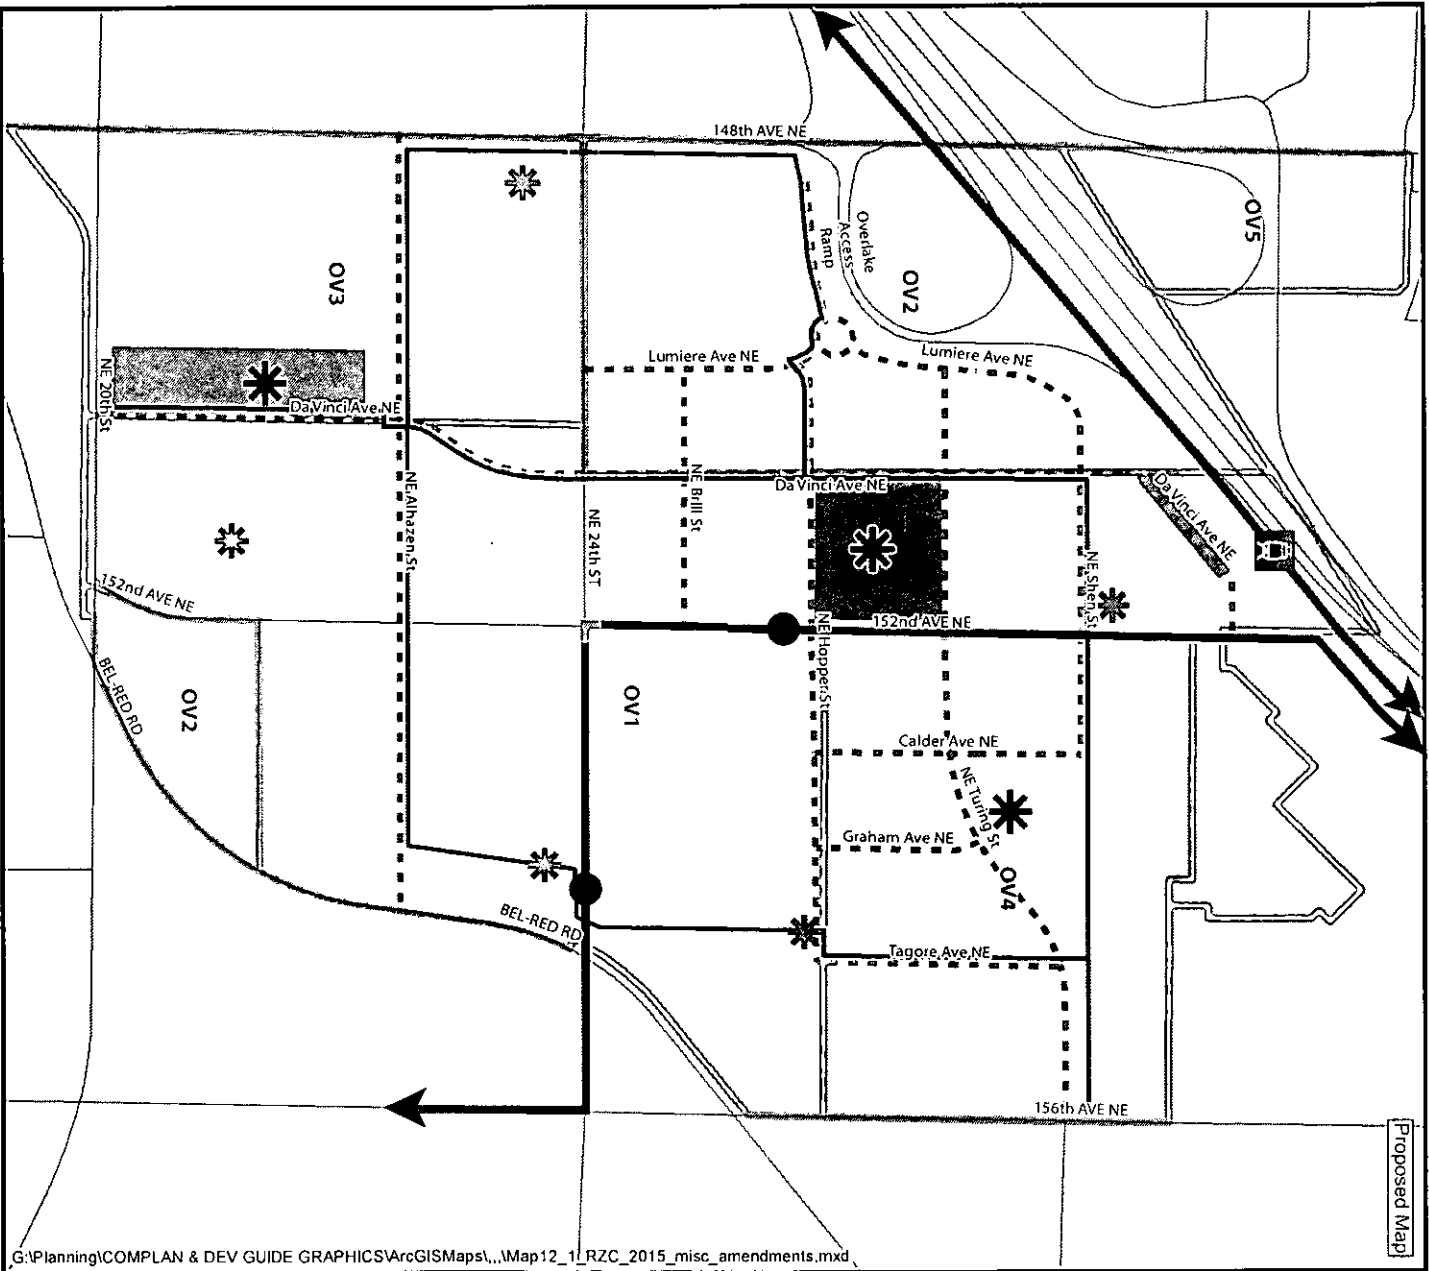 148th AVE NE
OV5
Overlake
Access
Ramp
OV2
OV3
Lumiere Ave NE
Lumiere Ave NE
NE 20th St
Da Vinci Ave NE
NE Alhazen St
NE Brill St
Da Vinci Ave NE
Da Vinci Ave NE
NE 24th ST
NE Shen St
152nd AVE NE
152nd AVE NE
NE Hopper St
BEL-RED RD
OV2
OV1
Calder Ave NE
NE Turing St
Graham Ave NE
OV4
BEL-RED RD
Tagore Ave NE
156th AVE NE
Proposed Map
G:\Planning\COMPLAN & DEV GUIDE GRAPHICS\ArcGISMaps\,,,\Map12_1_RZC_2015_misc_amendments.mxd